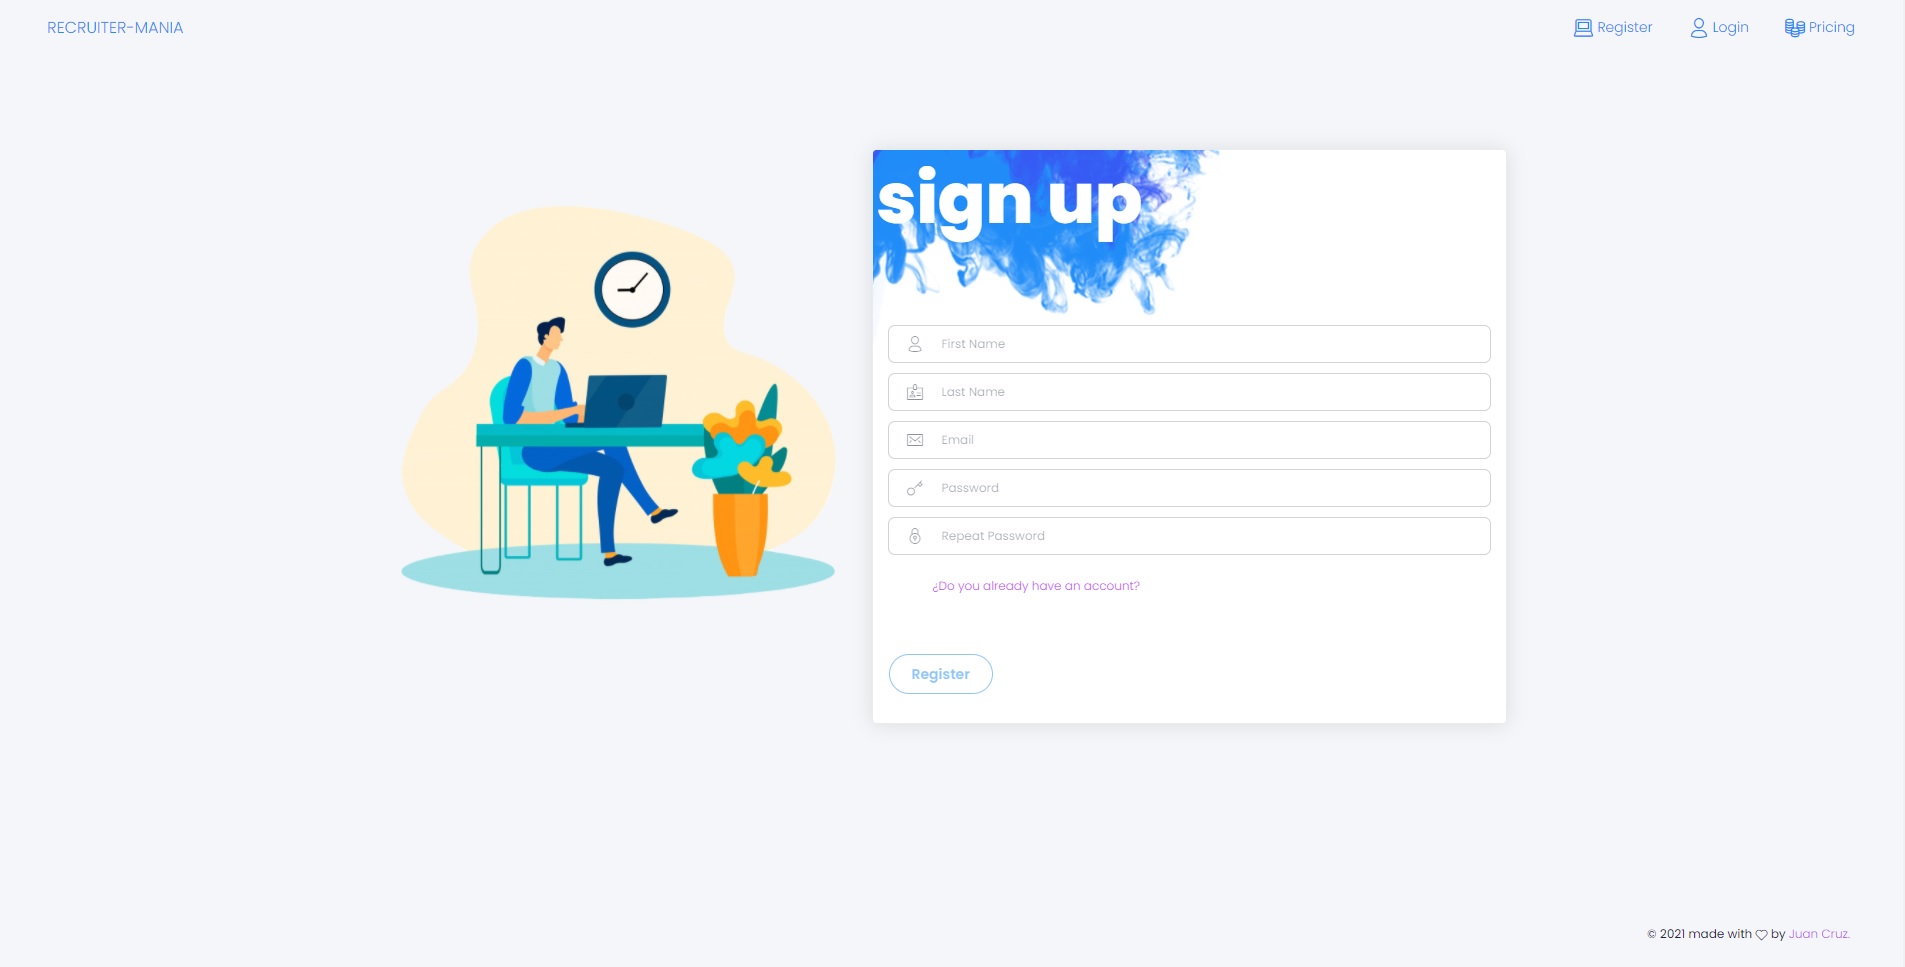 RECRUITER-MANIA
Register
Login
Pricing
sign up
First Name
Last Name
Email
Password
Repeat Password
¿Do you already have an account?
Register
© 2021 made with ♡ by Juan Cruz.